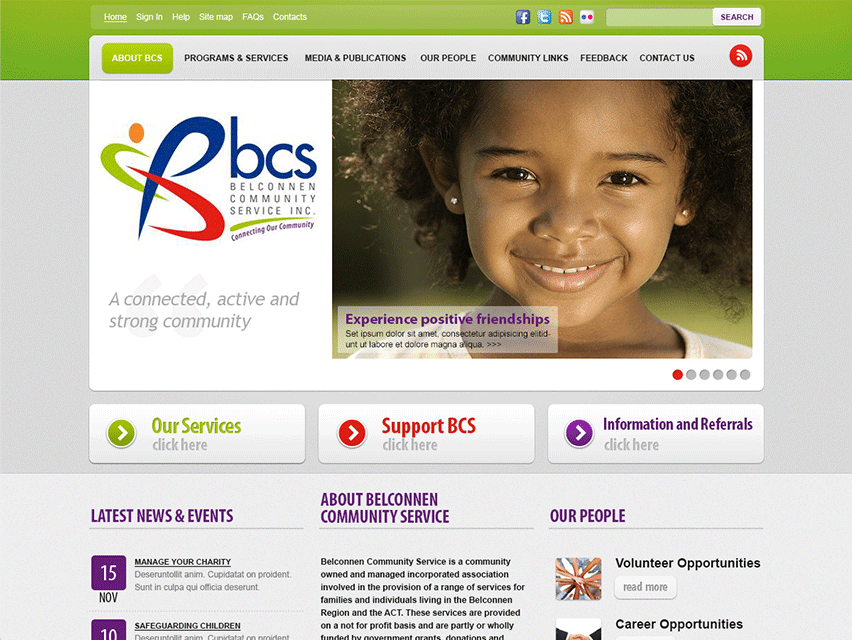 Home Sign In Help Site map FAQs Contacts
SEARCH
ABOUT BCS PROGRAMS & SERVICES MEDIA & PUBLICATIONS OUR PEOPLE COMMUNITY LINKS FEEDBACK CONTACT US
bcs
BELCONNEN
COMMUNITY
SERVICE INC.
Connecting Our Community
A connected, active and
strong community
Experience positive friendships
Set ipsum dolor sit amet, consectetur adipisicing elitid-
unt ut labore et dolore magna aliqua. >>>
Our Services
click here
Support BCS
click here
Information and Referrals
click here
LATEST NEWS & EVENTS
15
NOV
MANAGE YOUR CHARITY
Deseruntollit anim. Cupidatat on proident.
Sunt in culpa qui officia deserunt.
10
SAFEGUARDING CHILDREN
Deseruntollit anim. Cupidatat on proident.
ABOUT BELCONNEN
COMMUNITY SERVICE
Belconnen Community Service is a community
owned and managed incorporated association
involved in the provision of a range of services for
families and individuals living in the Belconnen
Region and the ACT. These services are provided
on a not for profit basis and are partly or wholly
funded by government grants, donations and
OUR PEOPLE
Volunteer Opportunities
read more
Career Opportunities